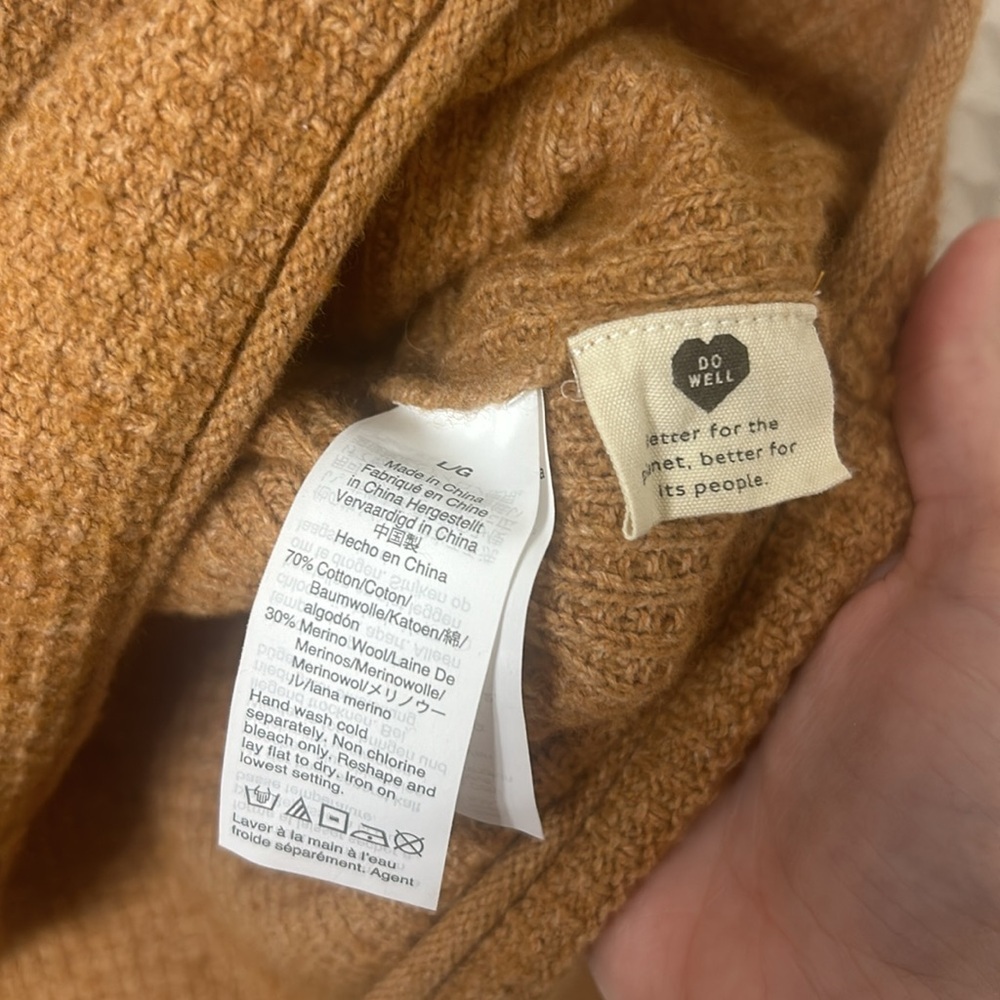 L/G
Made in China
Fabriqué en Chine
in China Hergestellt
Vervaardigd in China
中国製
Hecho en China
70% Cotton/Coton/
Baumwolle/Katoen/綿/
algodón
30% Merino Wool/Laine De
Merinos/Merinowolle/
Merinowol/メリノウー
ル/lana merino
Hand wash cold
separately. Non chlorine
bleach only. Reshape and
lay flat to dry. Iron on
lowest setting.
Laver à la main à l'eau
froide séparément. Agent
DO
WELL
Better for the
planet, better for
its people.